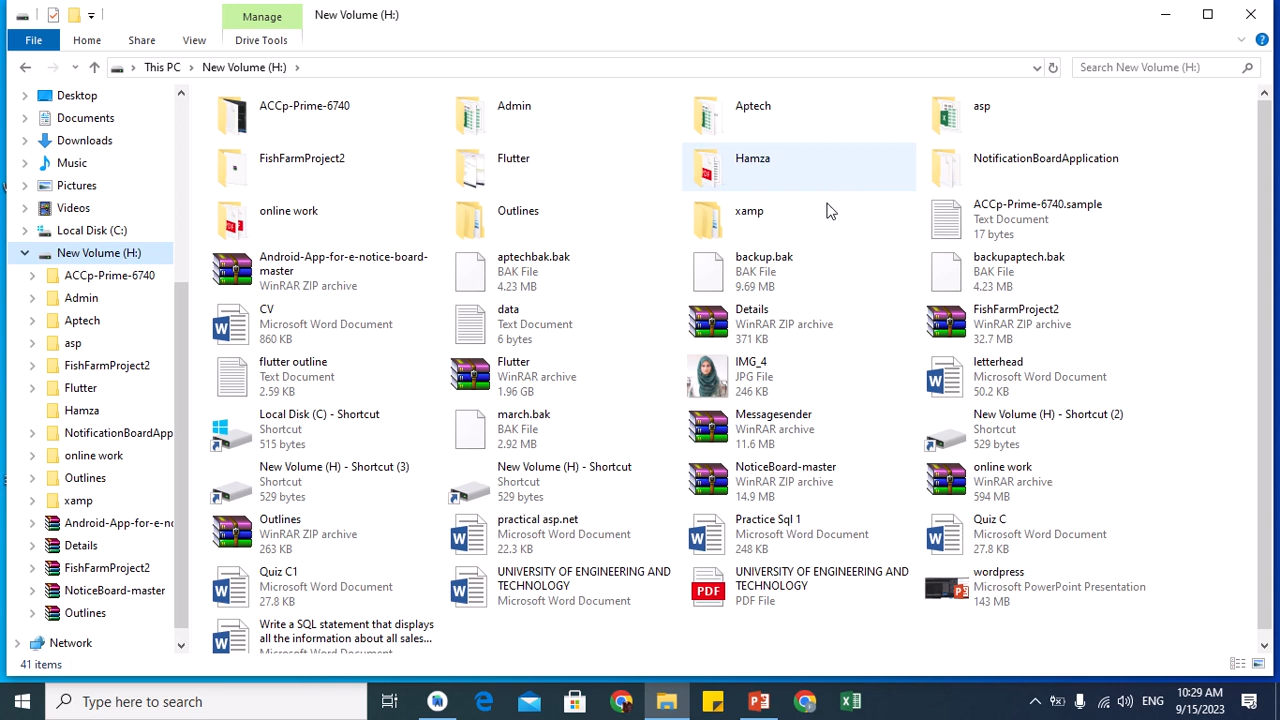 Manage
New Volume (H:)
File
Home
Share
View
Drive Tools
This PC
New Volume (H:)
Search New Volume (H:)
Desktop
Documents
Downloads
Music
Pictures
Videos
Local Disk (C:)
New Volume (H:)
ACCp-Prime-6740
Admin
Aptech
asp
FishFarmProject2
Flutter
Hamza
NotificationBoardApp
online work
Outlines
xamp
Android-App-for-e-nc
Details
FishFarmProject2
NoticeBoard-master
Outlines
Network
ACCp-Prime-6740
Admin
Aptech
asp
FishFarmProject2
Flutter
Hamza
NotificationBoardApplication
online work
Outlines
xamp
ACCp-Prime-6740.sample
Text Document
17 bytes
Android-App-for-e-notice-board-
master
WinRAR ZIP archive
aptechbak.bak
BAK File
4.23 MB
backup.bak
BAK File
9.69 MB
backupaptech.bak
BAK File
4.23 MB
CV
Microsoft Word Document
860 KB
data
Text Document
6 bytes
Details
WinRAR ZIP archive
371 KB
FishFarmProject2
WinRAR ZIP archive
32.7 MB
flutter outline
Text Document
2.59 KB
Flutter
WinRAR archive
1.96 GB
IMG_4
JPG File
246 KB
letterhead
Microsoft Word Document
50.2 KB
Local Disk (C) - Shortcut
Shortcut
515 bytes
march.bak
BAK File
2.92 MB
Messagesender
WinRAR archive
11.6 MB
New Volume (H) - Shortcut (2)
Shortcut
529 bytes
New Volume (H) - Shortcut (3)
Shortcut
529 bytes
New Volume (H) - Shortcut
Shortcut
529 bytes
NoticeBoard-master
WinRAR ZIP archive
14.9 MB
online work
WinRAR archive
594 MB
Outlines
WinRAR ZIP archive
263 KB
practical asp.net
Microsoft Word Document
22.3 KB
Practice Sql 1
Microsoft Word Document
248 KB
Quiz C
Microsoft Word Document
27.8 KB
Quiz C1
Microsoft Word Document
27.8 KB
UNIVERSITY OF ENGINEERING AND
TECHNOLOGY
Microsoft Word Document
UNIVERSITY OF ENGINEERING AND
TECHNOLOGY
PDF File
wordpress
Microsoft PowerPoint Presentation
143 MB
Write a SQL statement that displays
all the information about all sales...
Microsoft Word Document
41 items
Type here to search
ENG
10:29 AM
9/15/2023